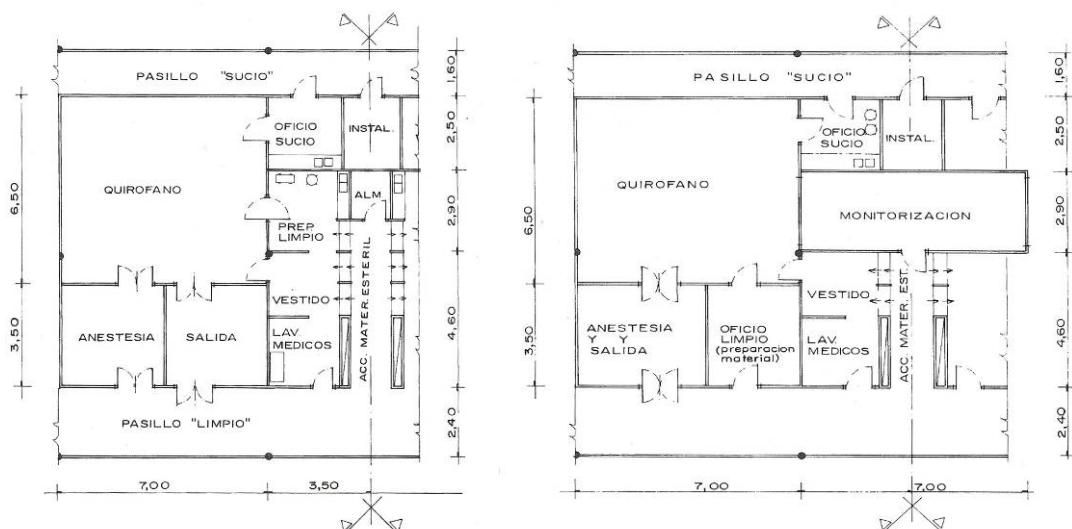 PASILLO "SUCIO"
OFICIO
SUCIO
INSTAL.
QUIROFANO
ALM
PREP.
LIMPIO
VESTIDO
ANESTESIA
SALIDA
LAV.
MEDICOS
ACC. MATER. ESTERIL
PASILLO "LIMPIO"
6,50
3,50
1,60
2,50
2,90
4,60
2,40
7,00
3,50
PASILLO "SUCIO"
OFICIO
SUCIO
INSTAL.
QUIROFANO
MONITORIZACION
VESTIDO
ANESTESIA
Y Y
SALIDA
OFICIO
LIMPIO
(preparacion
material)
LAV.
MEDICOS
ACC. MATER. EST.
6,50
3,50
1,60
2,50
2,90
4,60
2,40
7,00
7,00